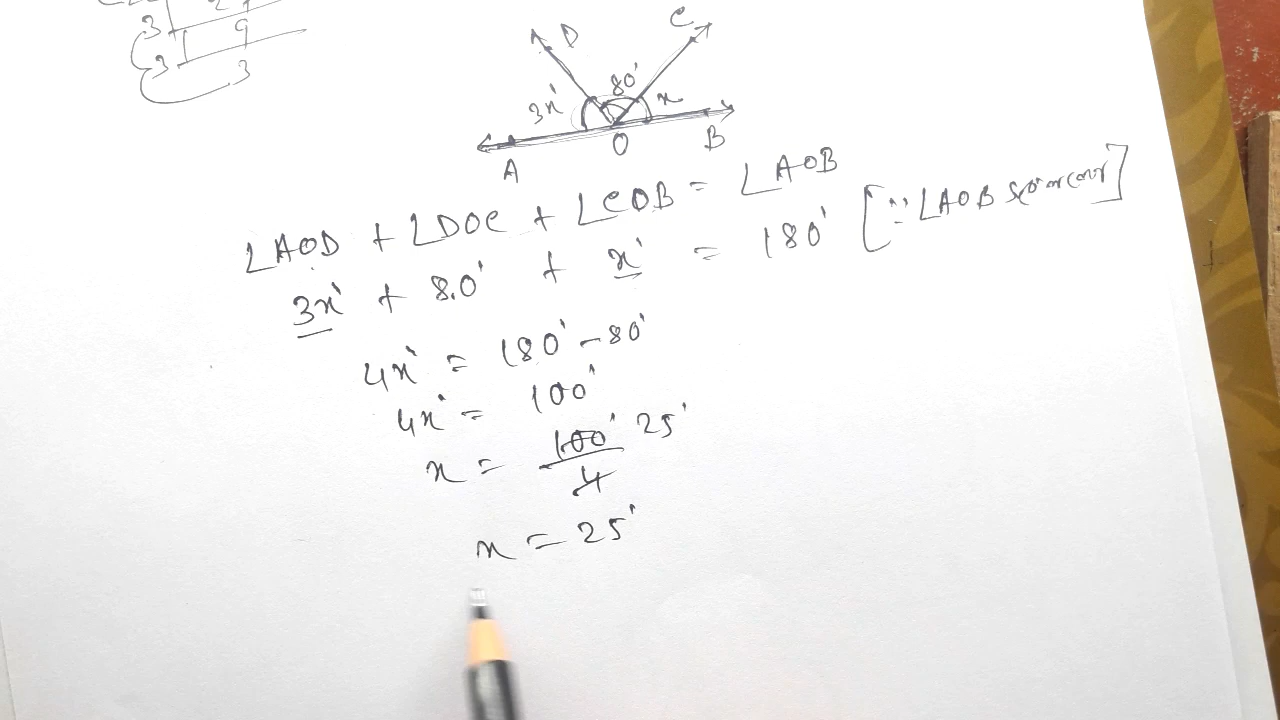 3 9
3 3
D C
3x' 80' x
A O B
∠AOD + ∠DOC + ∠COB = ∠AOB
3x' + 80' + x' = 180' [∵ ∠AOB
4x' = 180' - 80'
4x' = 100'
x = 100'/4 25'
x = 25'